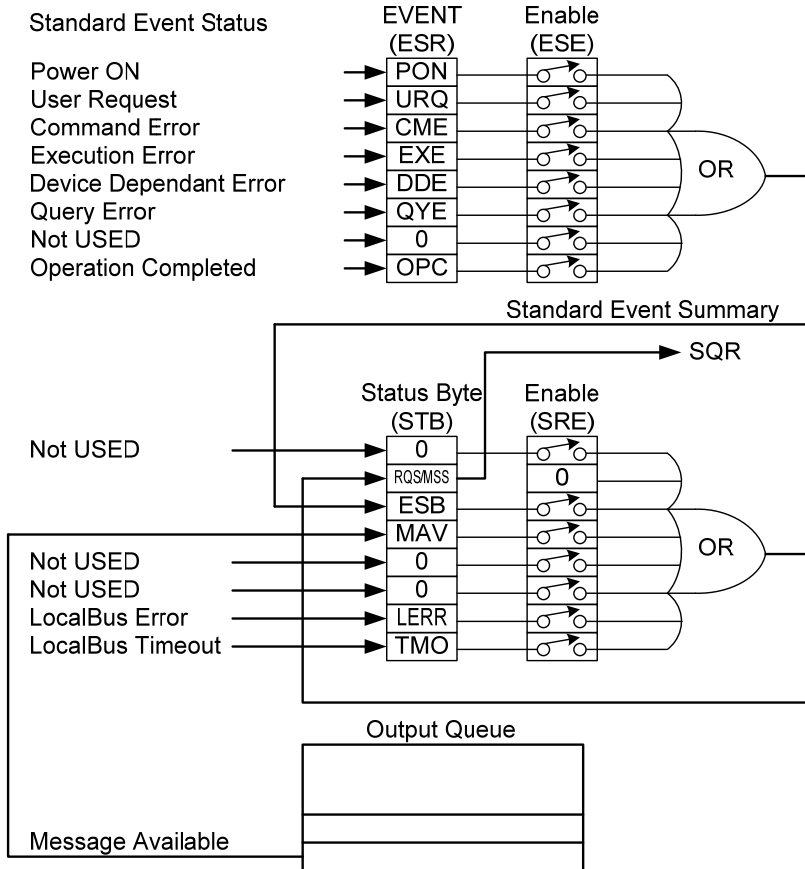 Standard Event Status
EVENT
(ESR)
Enable
(ESE)
Power ON PON
User Request URQ
Command Error CME
Execution Error EXE
Device Dependant Error DDE
Query Error QYE
Not USED 0
Operation Completed OPC
OR
Standard Event Summary
SQR
Status Byte
(STB)
Enable
(SRE)
Not USED 0
RQS/MSS 0
ESB
MAV
Not USED 0
Not USED 0
LocalBus Error LERR
LocalBus Timeout TMO
OR
Output Queue
Message Available